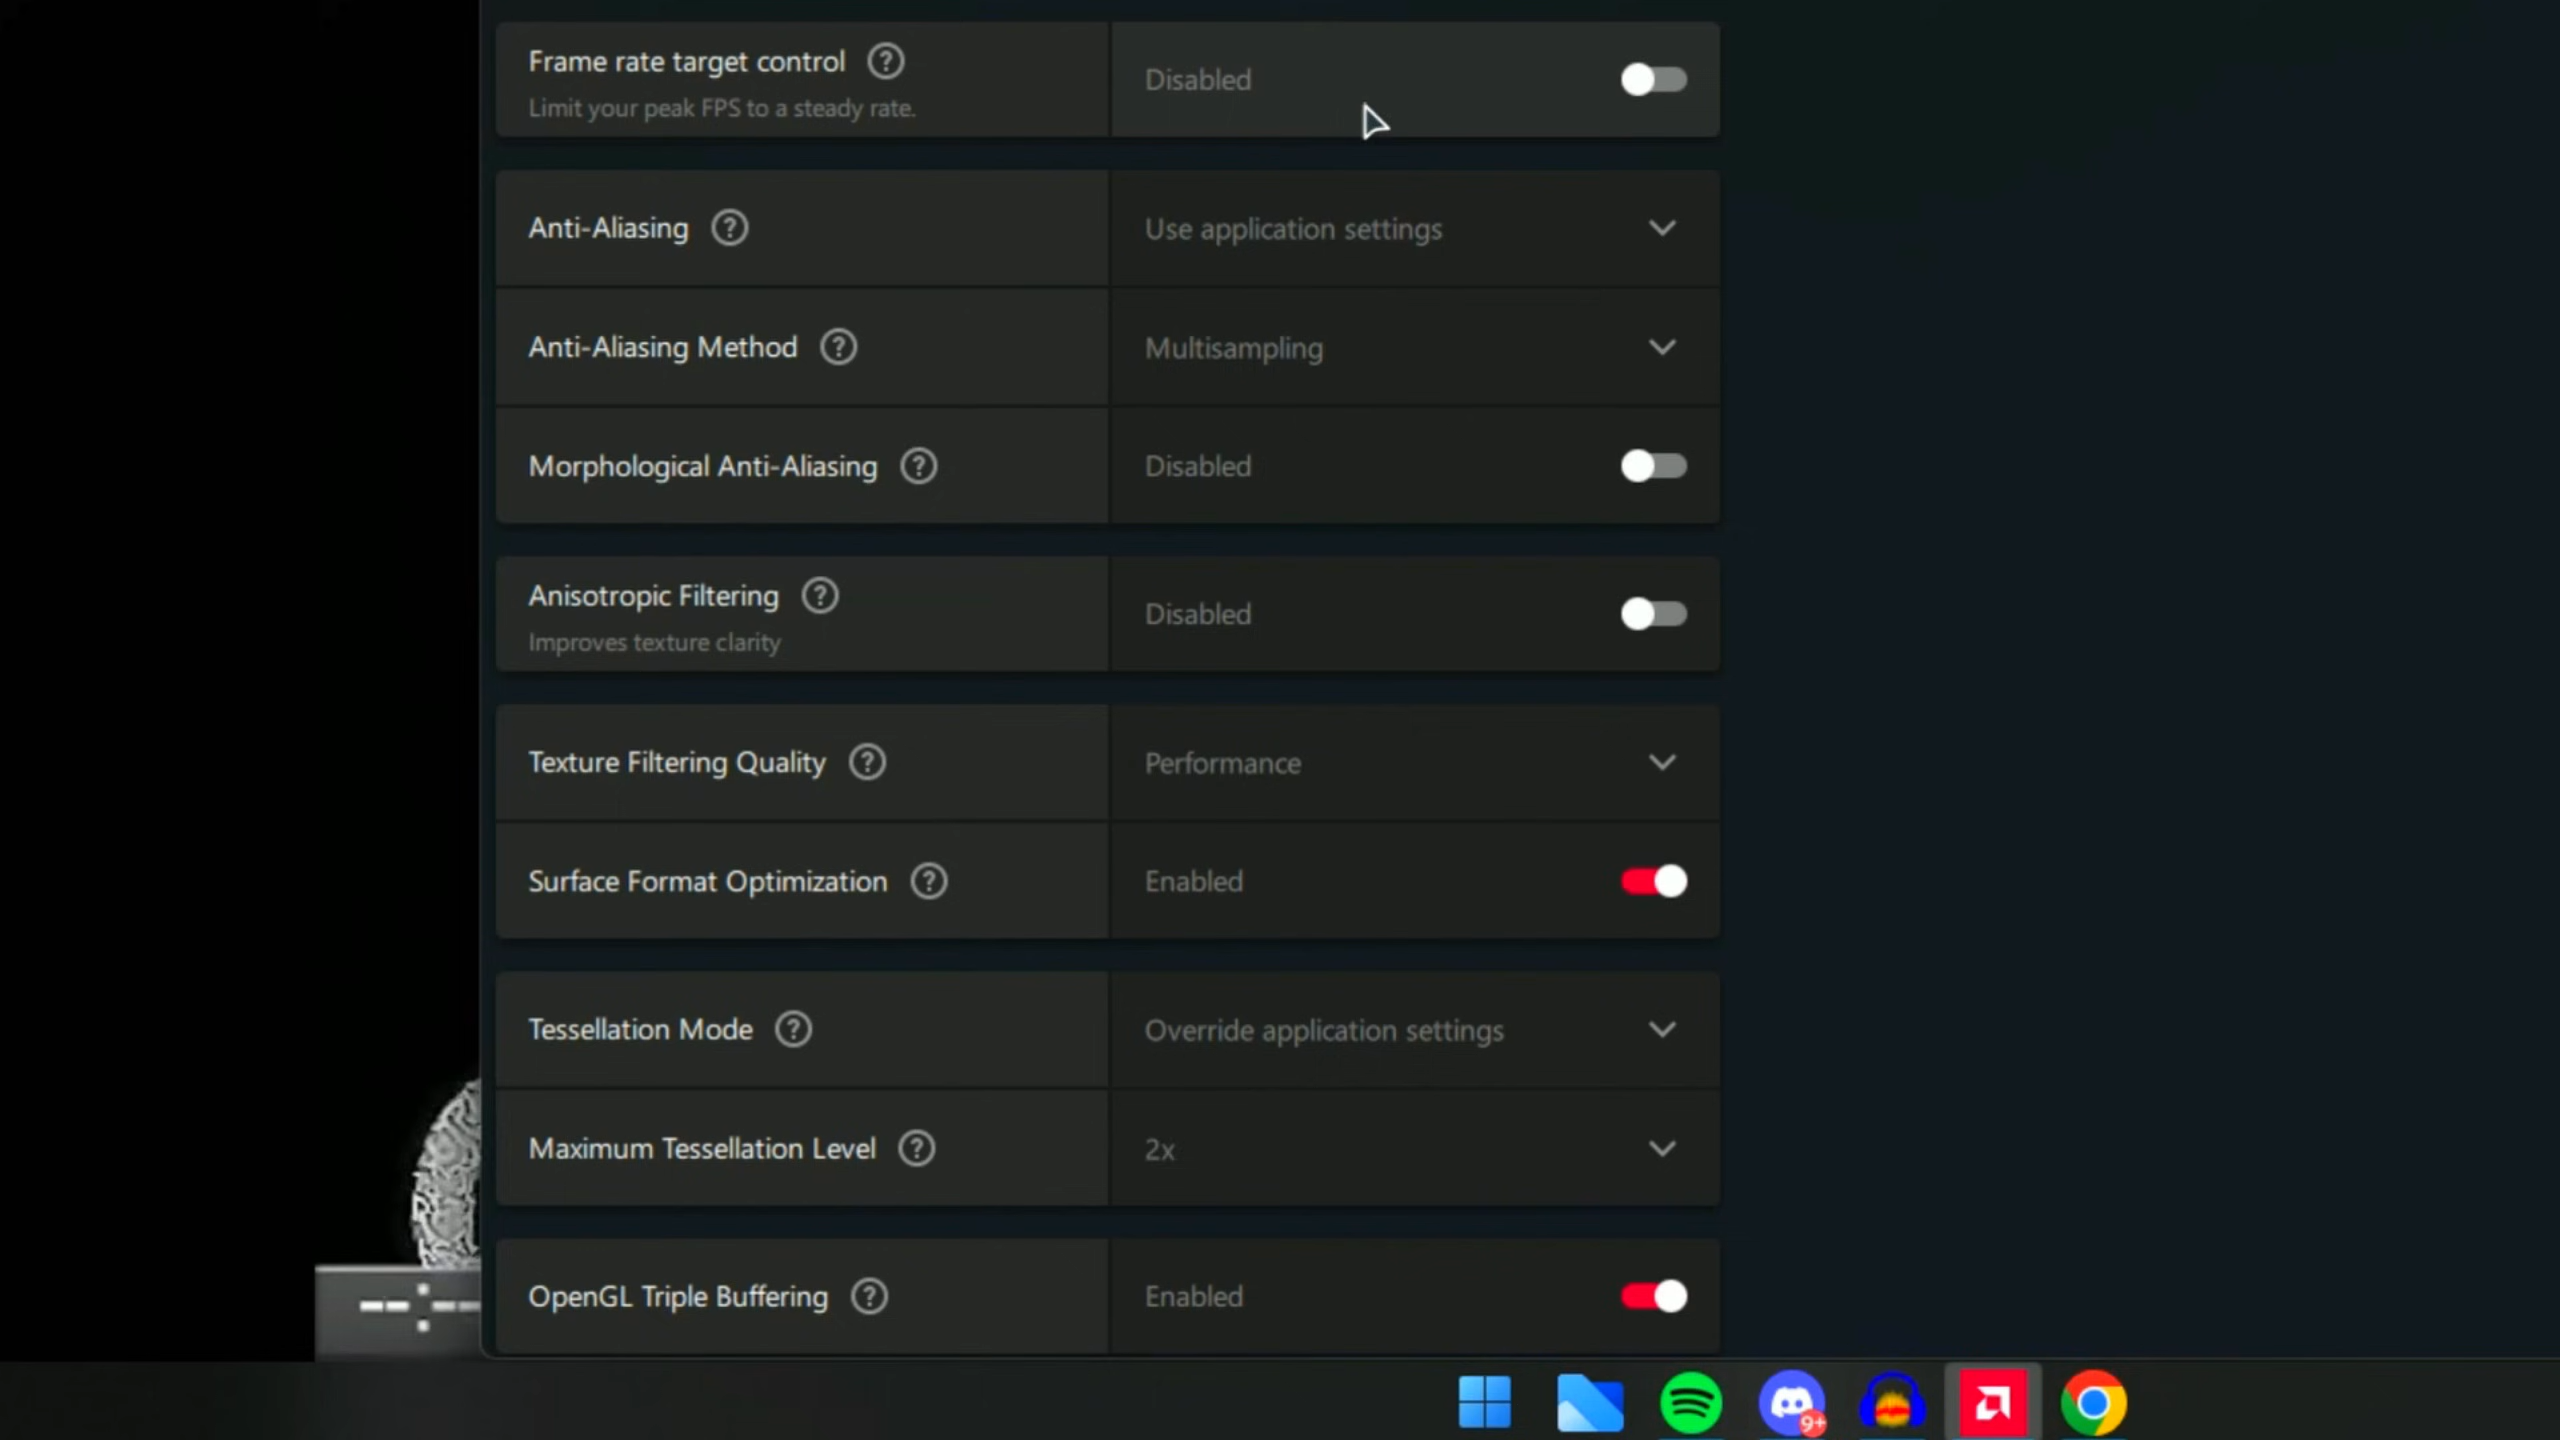 Frame rate target control
Limit your peak FPS to a steady rate.
Disabled
Anti-Aliasing
Use application settings
Anti-Aliasing Method
Multisampling
Morphological Anti-Aliasing
Disabled
Anisotropic Filtering
Improves texture clarity
Disabled
Texture Filtering Quality
Performance
Surface Format Optimization
Enabled
Tessellation Mode
Override application settings
Maximum Tessellation Level
2x
OpenGL Triple Buffering
Enabled
9+